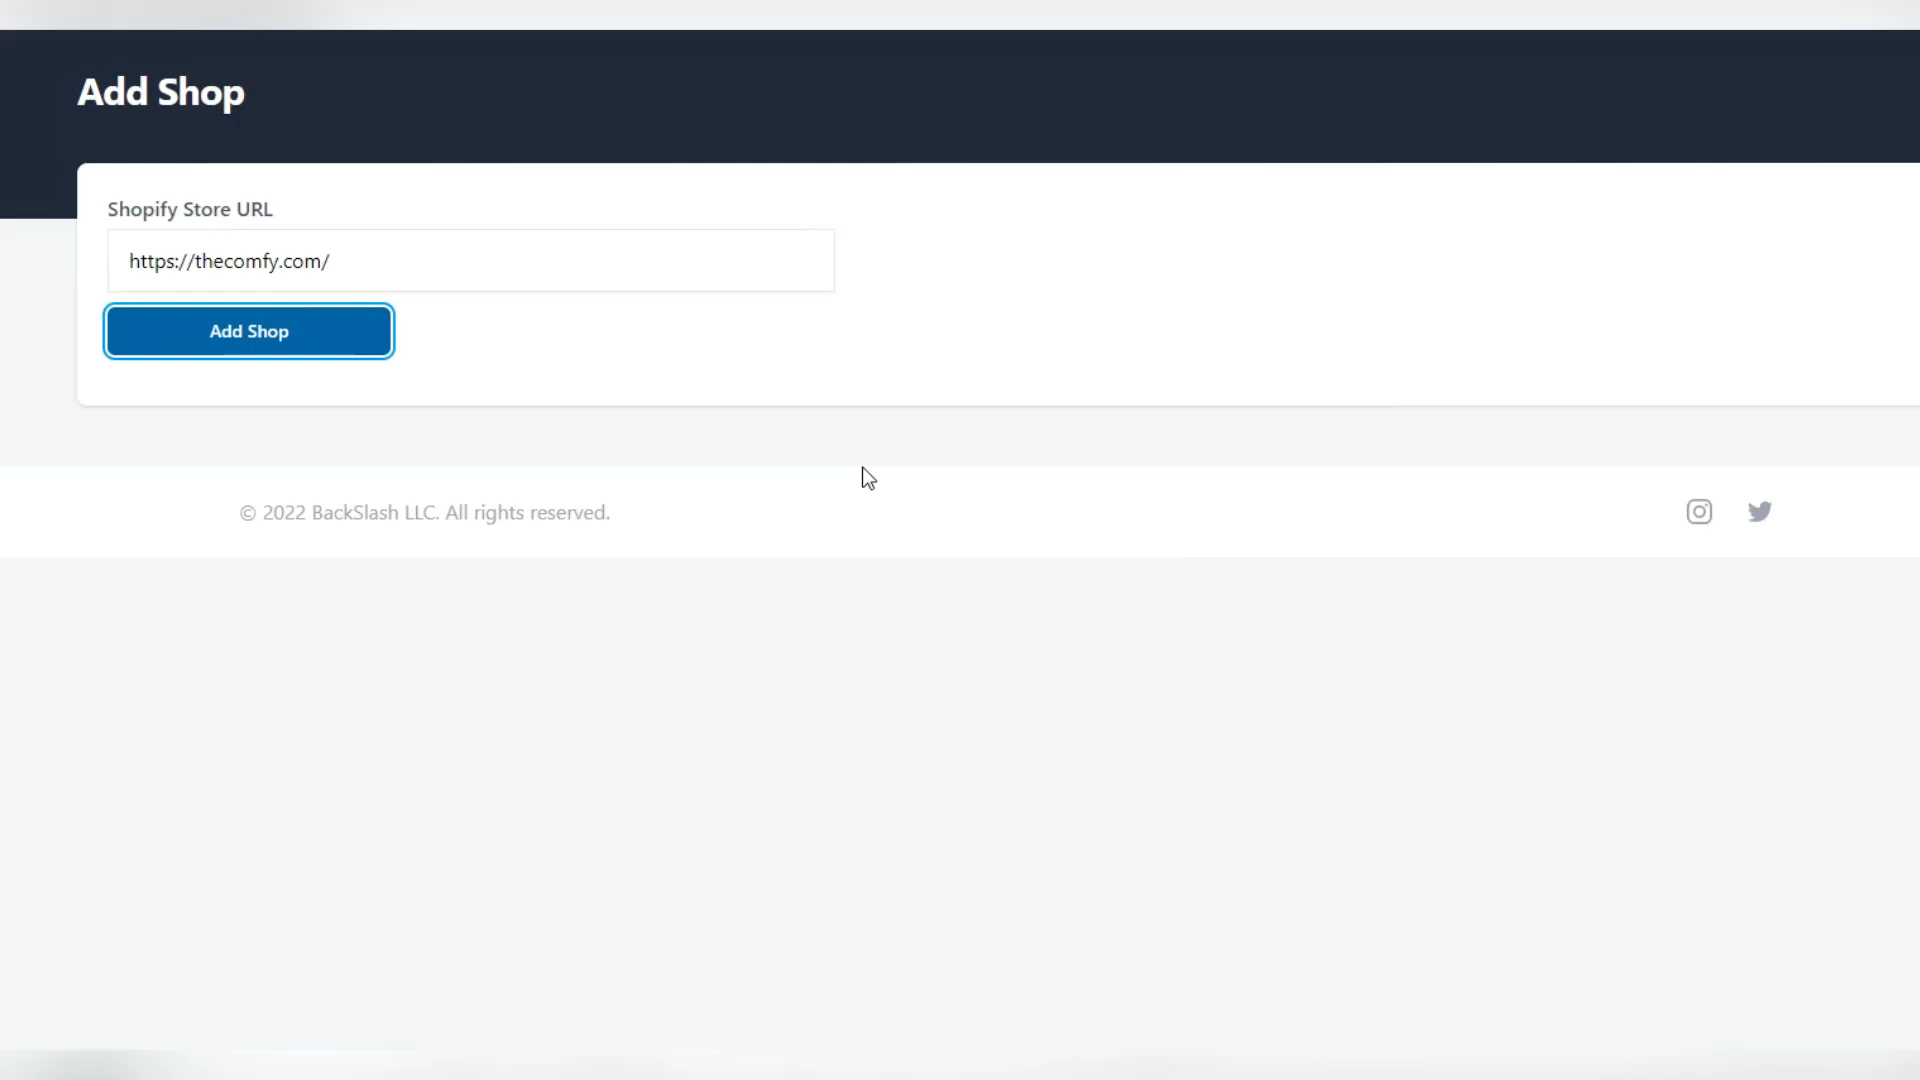 Add Shop
Shopify Store URL
https://thecomfy.com/
Add Shop
© 2022 BackSlash LLC. All rights reserved.